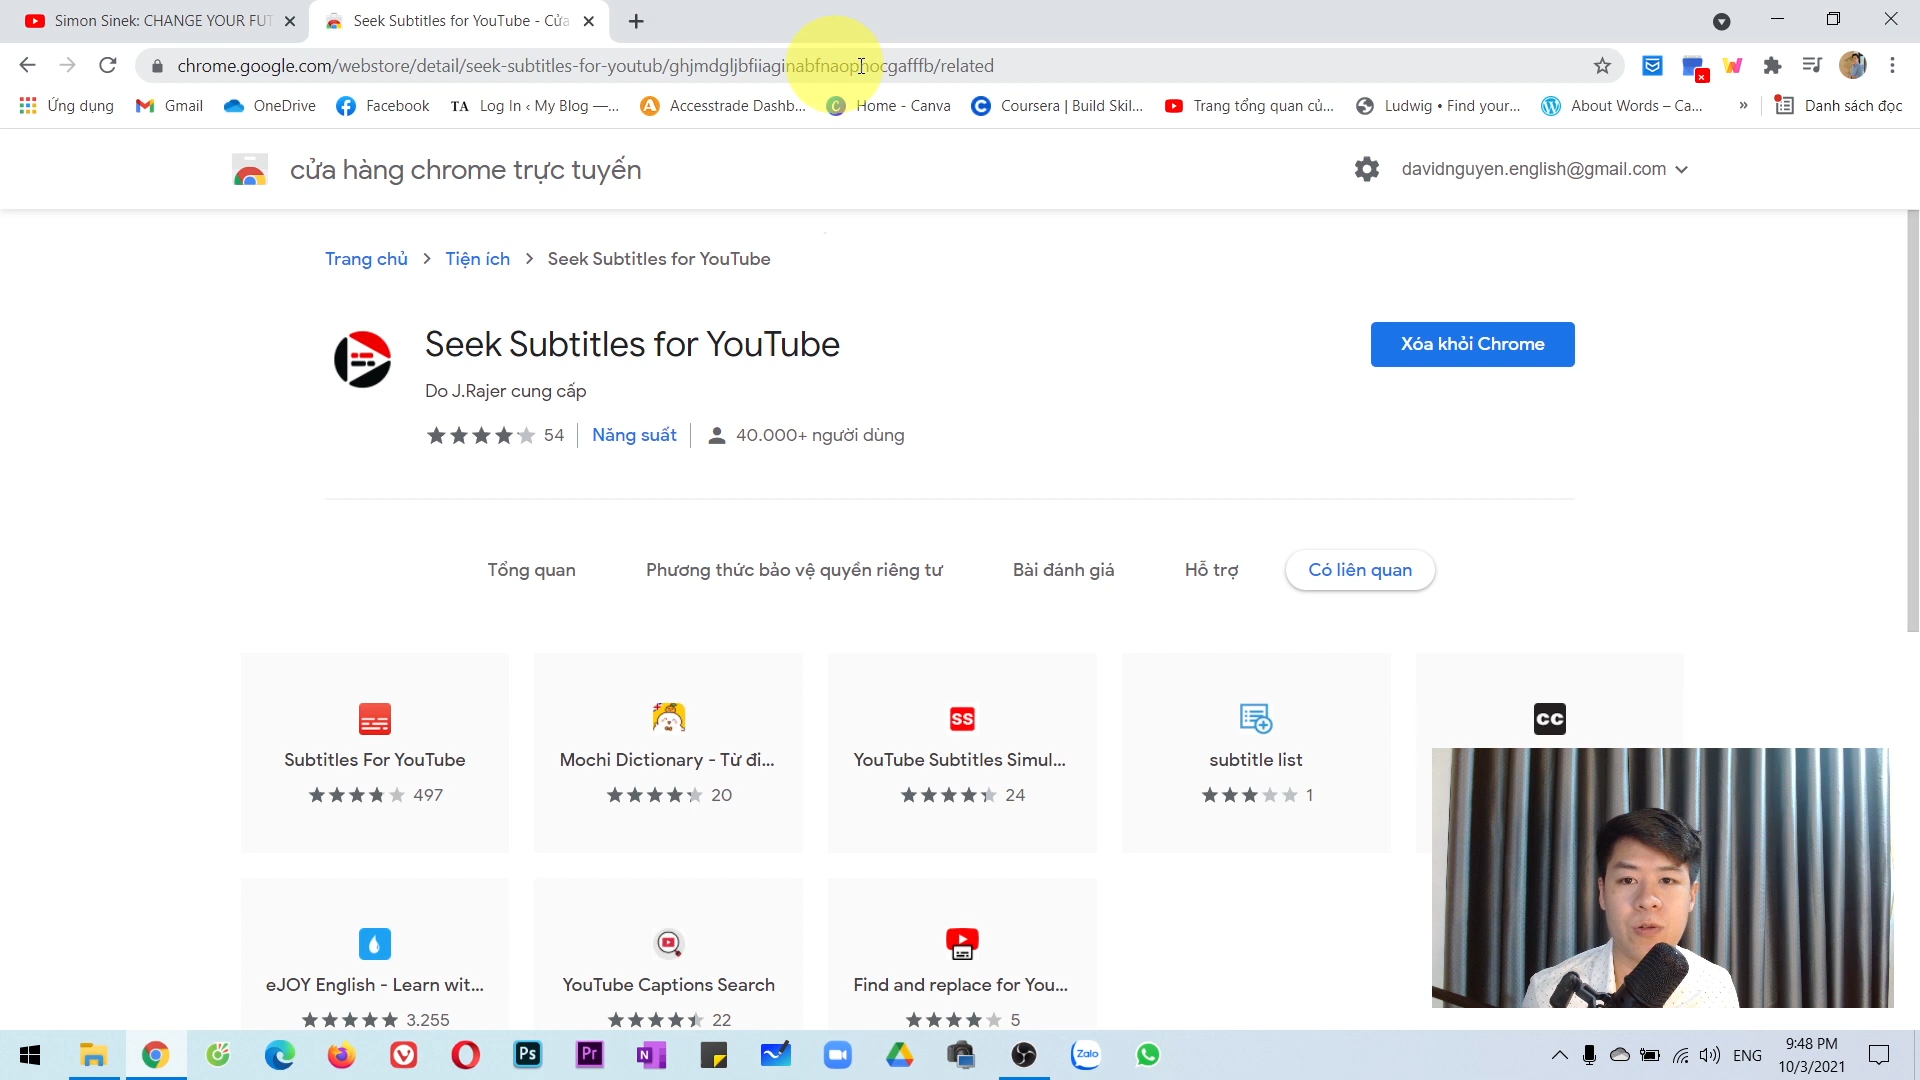 Simon Sinek: CHANGE YOUR FUT
Seek Subtitles for YouTube - Cửa
chrome.google.com/webstore/detail/seek-subtitles-for-youtub/ghjmdgljbfiiaginabfnaophocgafffb/related
Ứng dụng
Gmail
OneDrive
Facebook
TA Log In ‹ My Blog —...
Accesstrade Dashb...
Home - Canva
Coursera | Build Skil...
Trang tổng quan củ...
Ludwig • Find your...
About Words – Ca...
»
Danh sách đọc
cửa hàng chrome trực tuyến
davidnguyen.english@gmail.com
Trang chủ > Tiện ích > Seek Subtitles for YouTube
Seek Subtitles for YouTube
Xóa khỏi Chrome
Do J.Rajer cung cấp
54 Năng suất 40.000+ người dùng
Tổng quan
Phương thức bảo vệ quyền riêng tư
Bài đánh giá
Hỗ trợ
Có liên quan
SS
CC
Subtitles For YouTube
Mochi Dictionary - Từ đi...
YouTube Subtitles Simul...
subtitle list
497
20
24
1
eJOY English - Learn wit...
YouTube Captions Search
Find and replace for You...
3.255
22
5
Ps
Pr
N
Zalo
ENG
9:48 PM
10/3/2021